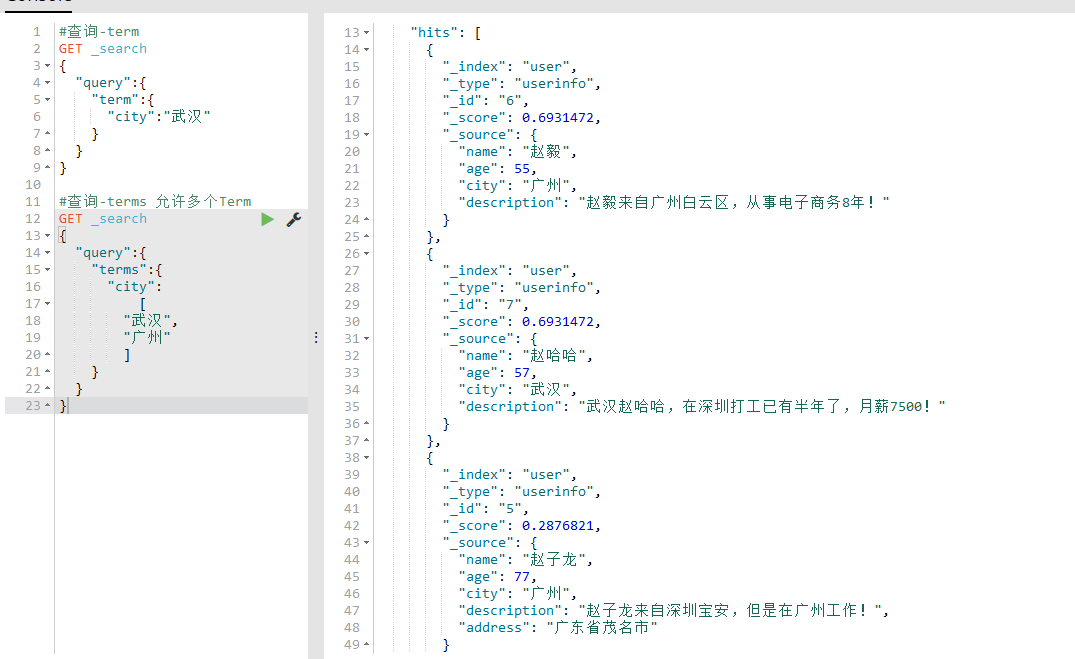 1 #查询-term
2 GET _search
3 {
4 "query":{
5 "term":{
6 "city":"武汉"
7 }
8 }
9 }
10
11 #查询-terms 允许多个Term
12 GET _search
13 {
14 "query":{
15 "terms":{
16 "city":
17 [
18 "武汉",
19 "广州"
20 ]
21 }
22 }
23 }
13 "hits": [
14 {
15 "_index": "user",
16 "_type": "userinfo",
17 "_id": "6",
18 "_score": 0.6931472,
19 "_source": {
20 "name": "赵毅",
21 "age": 55,
22 "city": "广州",
23 "description": "赵毅来自广州白云区，从事电子商务8年！"
24 }
25 },
26 {
27 "_index": "user",
28 "_type": "userinfo",
29 "_id": "7",
30 "_score": 0.6931472,
31 "_source": {
32 "name": "赵哈哈",
33 "age": 57,
34 "city": "武汉",
35 "description": "武汉赵哈哈，在深圳打工已有半年了，月薪7500！"
36 }
37 },
38 {
39 "_index": "user",
40 "_type": "userinfo",
41 "_id": "5",
42 "_score": 0.2876821,
43 "_source": {
44 "name": "赵子龙",
45 "age": 77,
46 "city": "广州",
47 "description": "赵子龙来自深圳宝安，但是在广州工作！",
48 "address": "广东省茂名市"
49 }